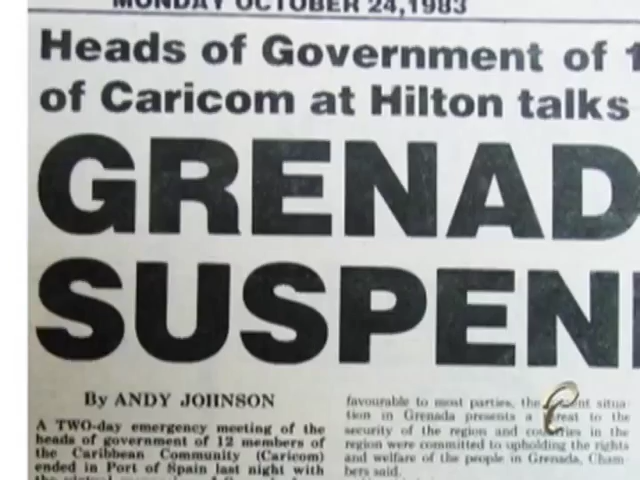 MONDAY OCTOBER 24,1983
Heads of Government of
of Caricom at Hilton talks
GRENAD
SUSPEN
By ANDY JOHNSON
A TWO-day emergency meeting of the
heads of government of 12 members of
the Caribbean Community (Caricom)
ended in Port of Spain last night with
favourable to most parties, the situa-
tion in Grenada presents a to the
security of the region and in the
region were committed to upholding the rights
and welfare of the people in Grenada, Cham-
bers said.